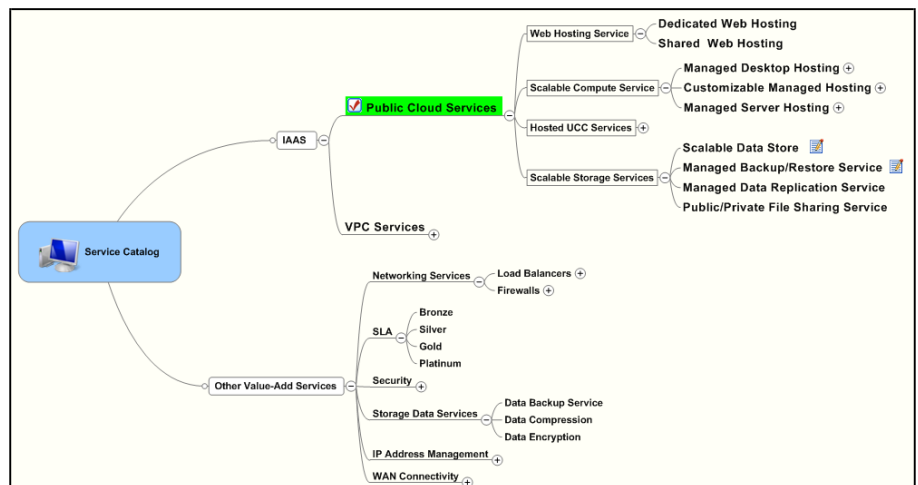 Service Catalog
IAAS
Public Cloud Services
Web Hosting Service
Dedicated Web Hosting
Shared Web Hosting
Scalable Compute Service
Managed Desktop Hosting
Customizable Managed Hosting
Managed Server Hosting
Hosted UCC Services
Scalable Storage Services
Scalable Data Store
Managed Backup/Restore Service
Managed Data Replication Service
Public/Private File Sharing Service
VPC Services
Other Value-Add Services
Networking Services
Load Balancers
Firewalls
SLA
Bronze
Silver
Gold
Platinum
Security
Storage Data Services
Data Backup Service
Data Compression
Data Encryption
IP Address Management
WAN Connectivity